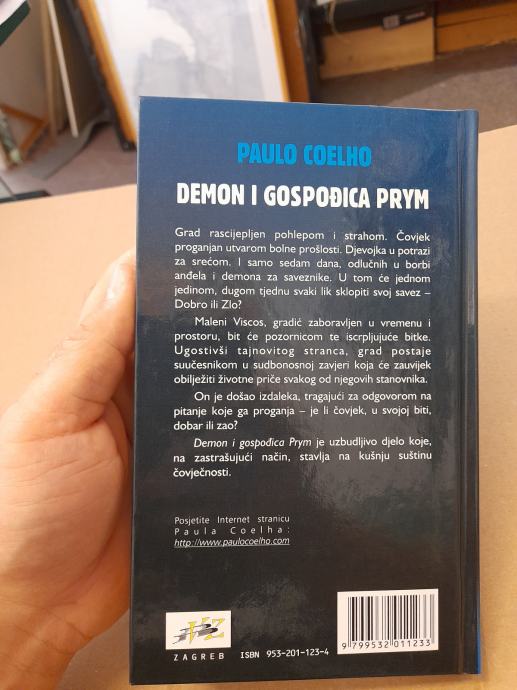 PAULO COELHO
DEMON I GOSPOĐICA PRYM
Grad rascijepljen pohlepom i strahom. Čovjek
proganjan utvarom bolne prošlosti. Djevojka u potrazi
za srećom. I samo sedam dana, odlučnih u borbi
anđela i demona za saveznike. U tom će jednom
jedinom, dugom tjednu svaki lik sklopiti svoj savez –
Dobro ili Zlo?
Maleni Viscos, gradić zaboravljen u vremenu i
prostoru, bit će pozornicom te iscrpljujuće bitke.
Ugostivši tajnovitog stranca, grad postaje
suučesnikom u sudbonosnoj zavjeri koja će zauvijek
obilježiti životne priče svakog od njegovih stanovnika.
On je došao izdaleka, tragajući za odgovorom na
pitanje koje ga proganja – je li čovjek, u svojoj biti,
dobar ili zao?
Demon i gospođica Prym je uzbudljivo djelo koje,
na zastrašujući način, stavlja na kušnju suštinu
čovječnosti.
Posjetite Internet stranicu
Paula Coelha:
http://www.paulocoelho.com
VZ
ZAGREB
ISBN 953-201-123-4
9 799532 011233